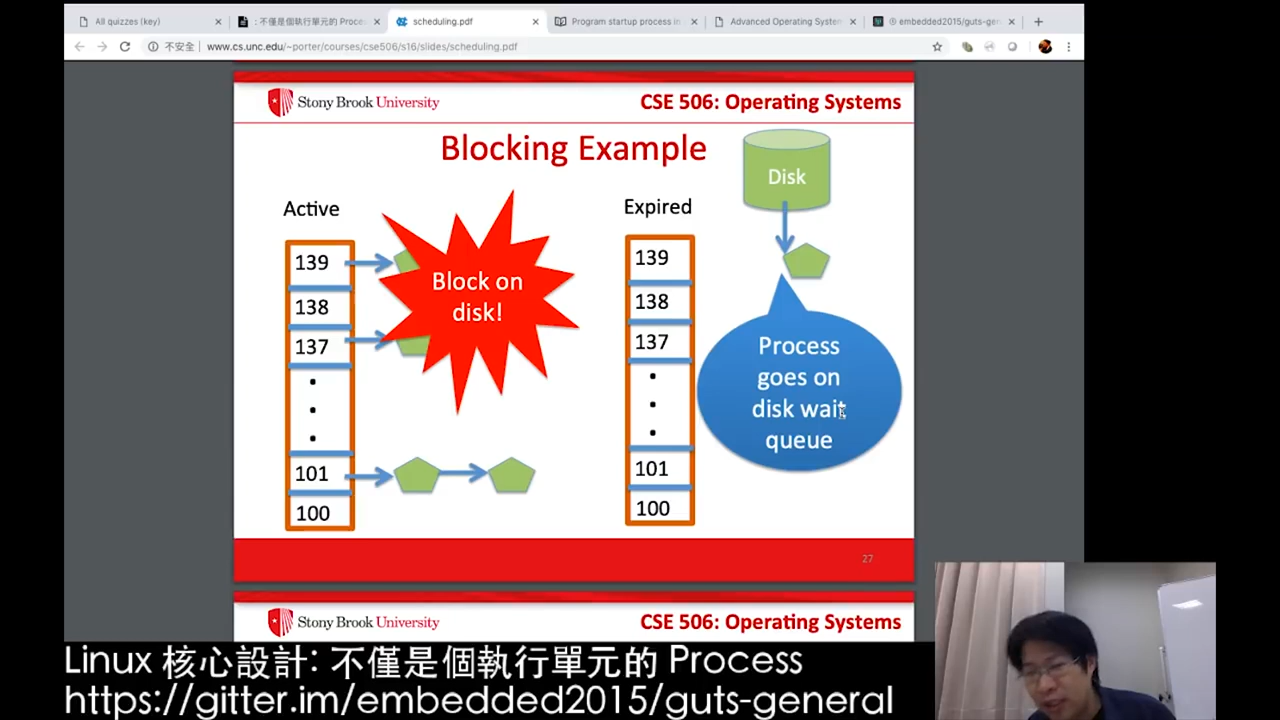 All quizzes (key)
: 不僅是個執行單元的 Proces
scheduling.pdf
Program startup process in
Advanced Operating System
embedded2015/guts-gene
不安全
www.cs.unc.edu/~porter/courses/cse506/s16/slides/scheduling.pdf
Stony Brook University
CSE 506: Operating Systems
Blocking Example
Disk
Active
Expired
139
138
137
.
.
.
101
100
Block on
disk!
139
138
137
.
.
.
101
100
Process
goes on
disk wait
queue
27
Stony Brook University
CSE 506: Operating Systems
Linux 核心設計: 不僅是個執行單元的 Process
https://gitter.im/embedded2015/guts-general